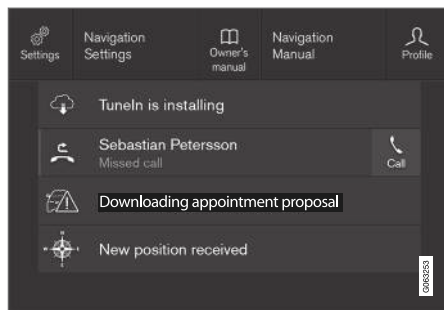 Settings
Navigation
Settings
Owner's
manual
Navigation
Manual
Profile
TuneIn is installing
Sebastian Petersson
Missed call
Call
Downloading appointment proposal
New position received
G063253